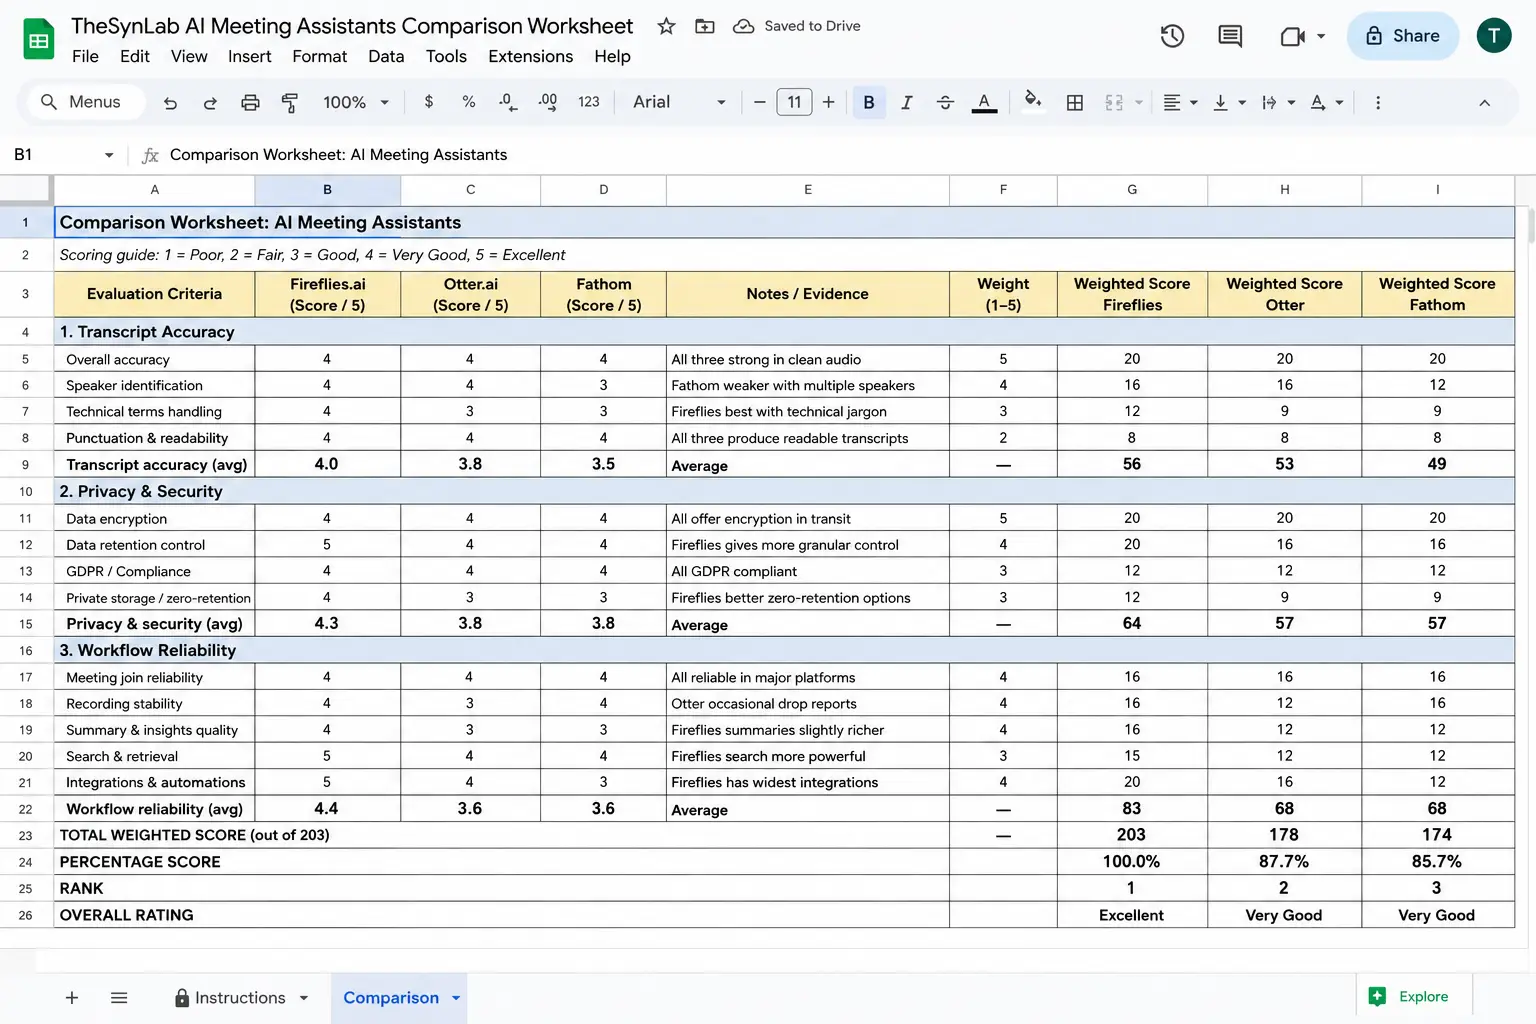 TheSynLab AI Meeting Assistants Comparison Worksheet Saved to Drive
File Edit View Insert Format Data Tools Extensions Help
Share T
Menus 100% $ % .0 .00 123 Arial 11 B I S A
B1 fx Comparison Worksheet: AI Meeting Assistants
A B C D E F G H I
1 Comparison Worksheet: AI Meeting Assistants
2 Scoring guide: 1 = Poor, 2 = Fair, 3 = Good, 4 = Very Good, 5 = Excellent
3 Evaluation Criteria Fireflies.ai (Score / 5) Otter.ai (Score / 5) Fathom (Score / 5) Notes / Evidence Weight (1–5) Weighted Score Fireflies Weighted Score Otter Weighted Score Fathom
4 1. Transcript Accuracy
5 Overall accuracy 4 4 4 All three strong in clean audio 5 20 20 20
6 Speaker identification 4 4 3 Fathom weaker with multiple speakers 4 16 16 12
7 Technical terms handling 4 3 3 Fireflies best with technical jargon 3 12 9 9
8 Punctuation & readability 4 4 4 All three produce readable transcripts 2 8 8 8
9 Transcript accuracy (avg) 4.0 3.8 3.5 Average — 56 53 49
10 2. Privacy & Security
11 Data encryption 4 4 4 All offer encryption in transit 5 20 20 20
12 Data retention control 5 4 4 Fireflies gives more granular control 4 20 16 16
13 GDPR / Compliance 4 4 4 All GDPR compliant 3 12 12 12
14 Private storage / zero-retention 4 3 3 Fireflies better zero-retention options 3 12 9 9
15 Privacy & security (avg) 4.3 3.8 3.8 Average — 64 57 57
16 3. Workflow Reliability
17 Meeting join reliability 4 4 4 All reliable in major platforms 4 16 16 16
18 Recording stability 4 3 4 Otter occasional drop reports 4 16 12 16
19 Summary & insights quality 4 3 3 Fireflies summaries slightly richer 4 16 12 12
20 Search & retrieval 5 4 4 Fireflies search more powerful 3 15 12 12
21 Integrations & automations 5 4 3 Fireflies has widest integrations 4 20 16 12
22 Workflow reliability (avg) 4.4 3.6 3.6 Average — 83 68 68
23 TOTAL WEIGHTED SCORE (out of 203) — 203 178 174
24 PERCENTAGE SCORE 100.0% 87.7% 85.7%
25 RANK 1 2 3
26 OVERALL RATING Excellent Very Good Very Good
Instructions Comparison Explore